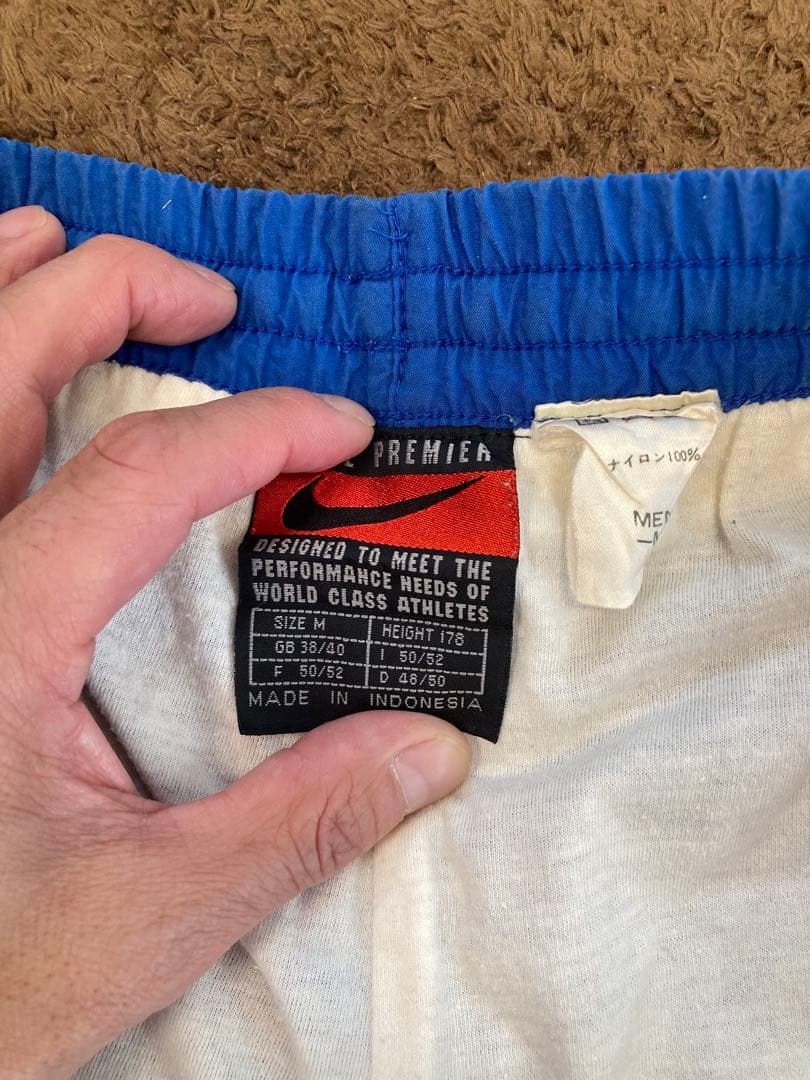 PREMIER
DESIGNED TO MEET THE
PERFORMANCE NEEDS OF
WORLD CLASS ATHLETES
SIZE M HEIGHT 178
GB 38/40 I 50/52
F 50/52 D 48/50
MADE IN INDONESIA
ナイロン100%